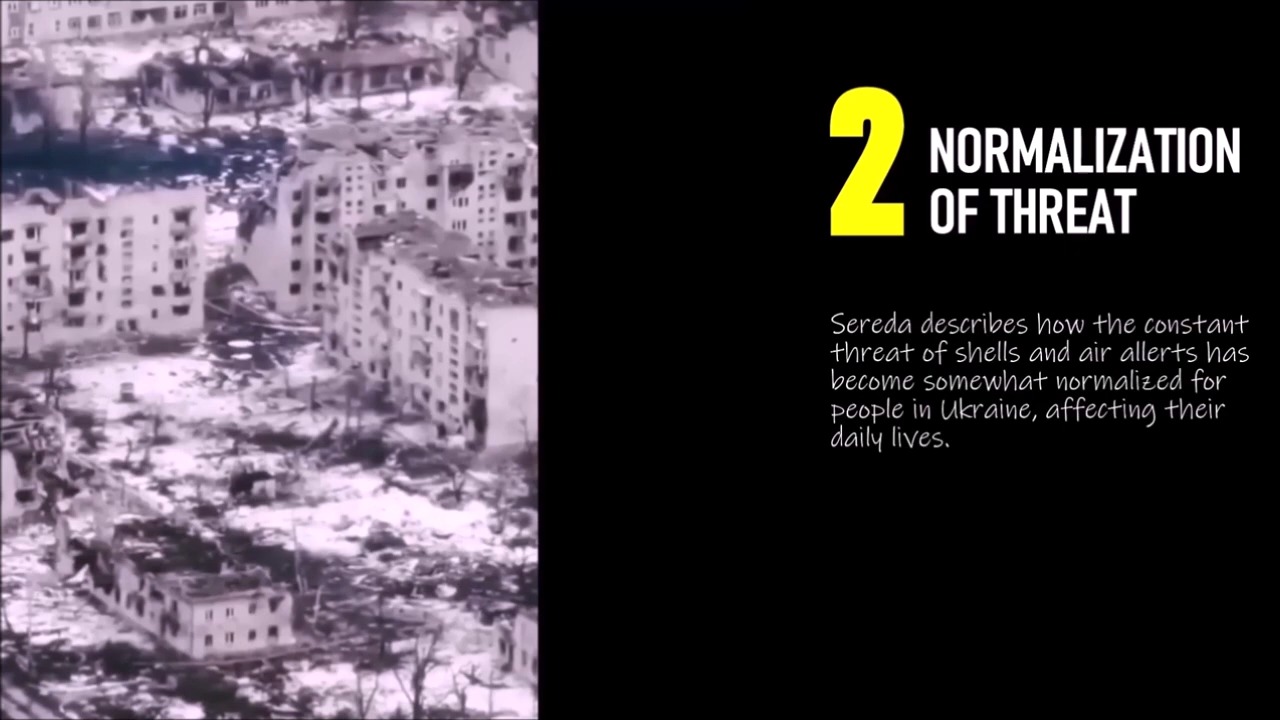 2
NORMALIZATION
OF THREAT
Sereda describes how the constant
threat of shells and air allerts has
become somewhat normalized for
people in Ukraine, affecting their
daily lives.